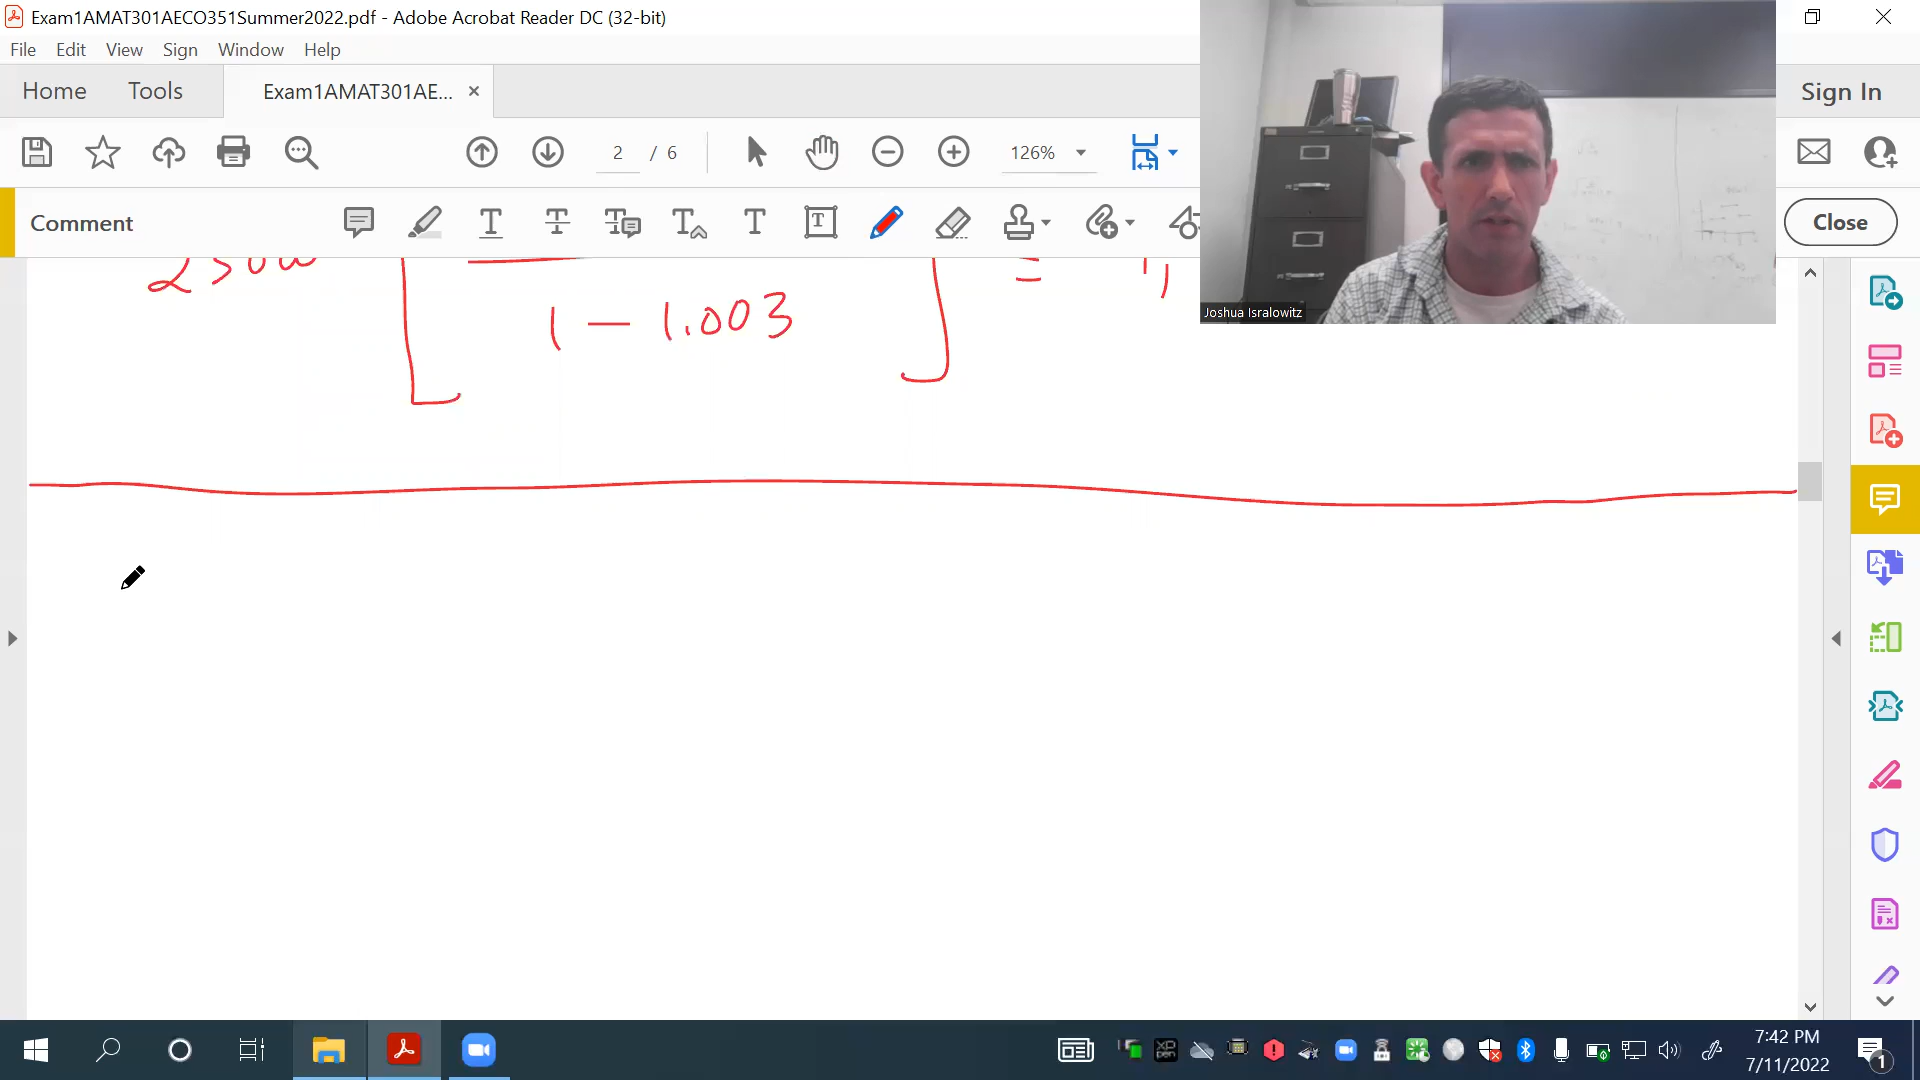 Exam1AMAT301AECO351Summer2022.pdf - Adobe Acrobat Reader DC (32-bit)
File Edit View Sign Window Help
Home Tools Exam1AMAT301AE... ×
Sign In
2 / 6
126%
Comment
Close
Joshua Isralowitz
1 — 1.003
7:42 PM
7/11/2022
1